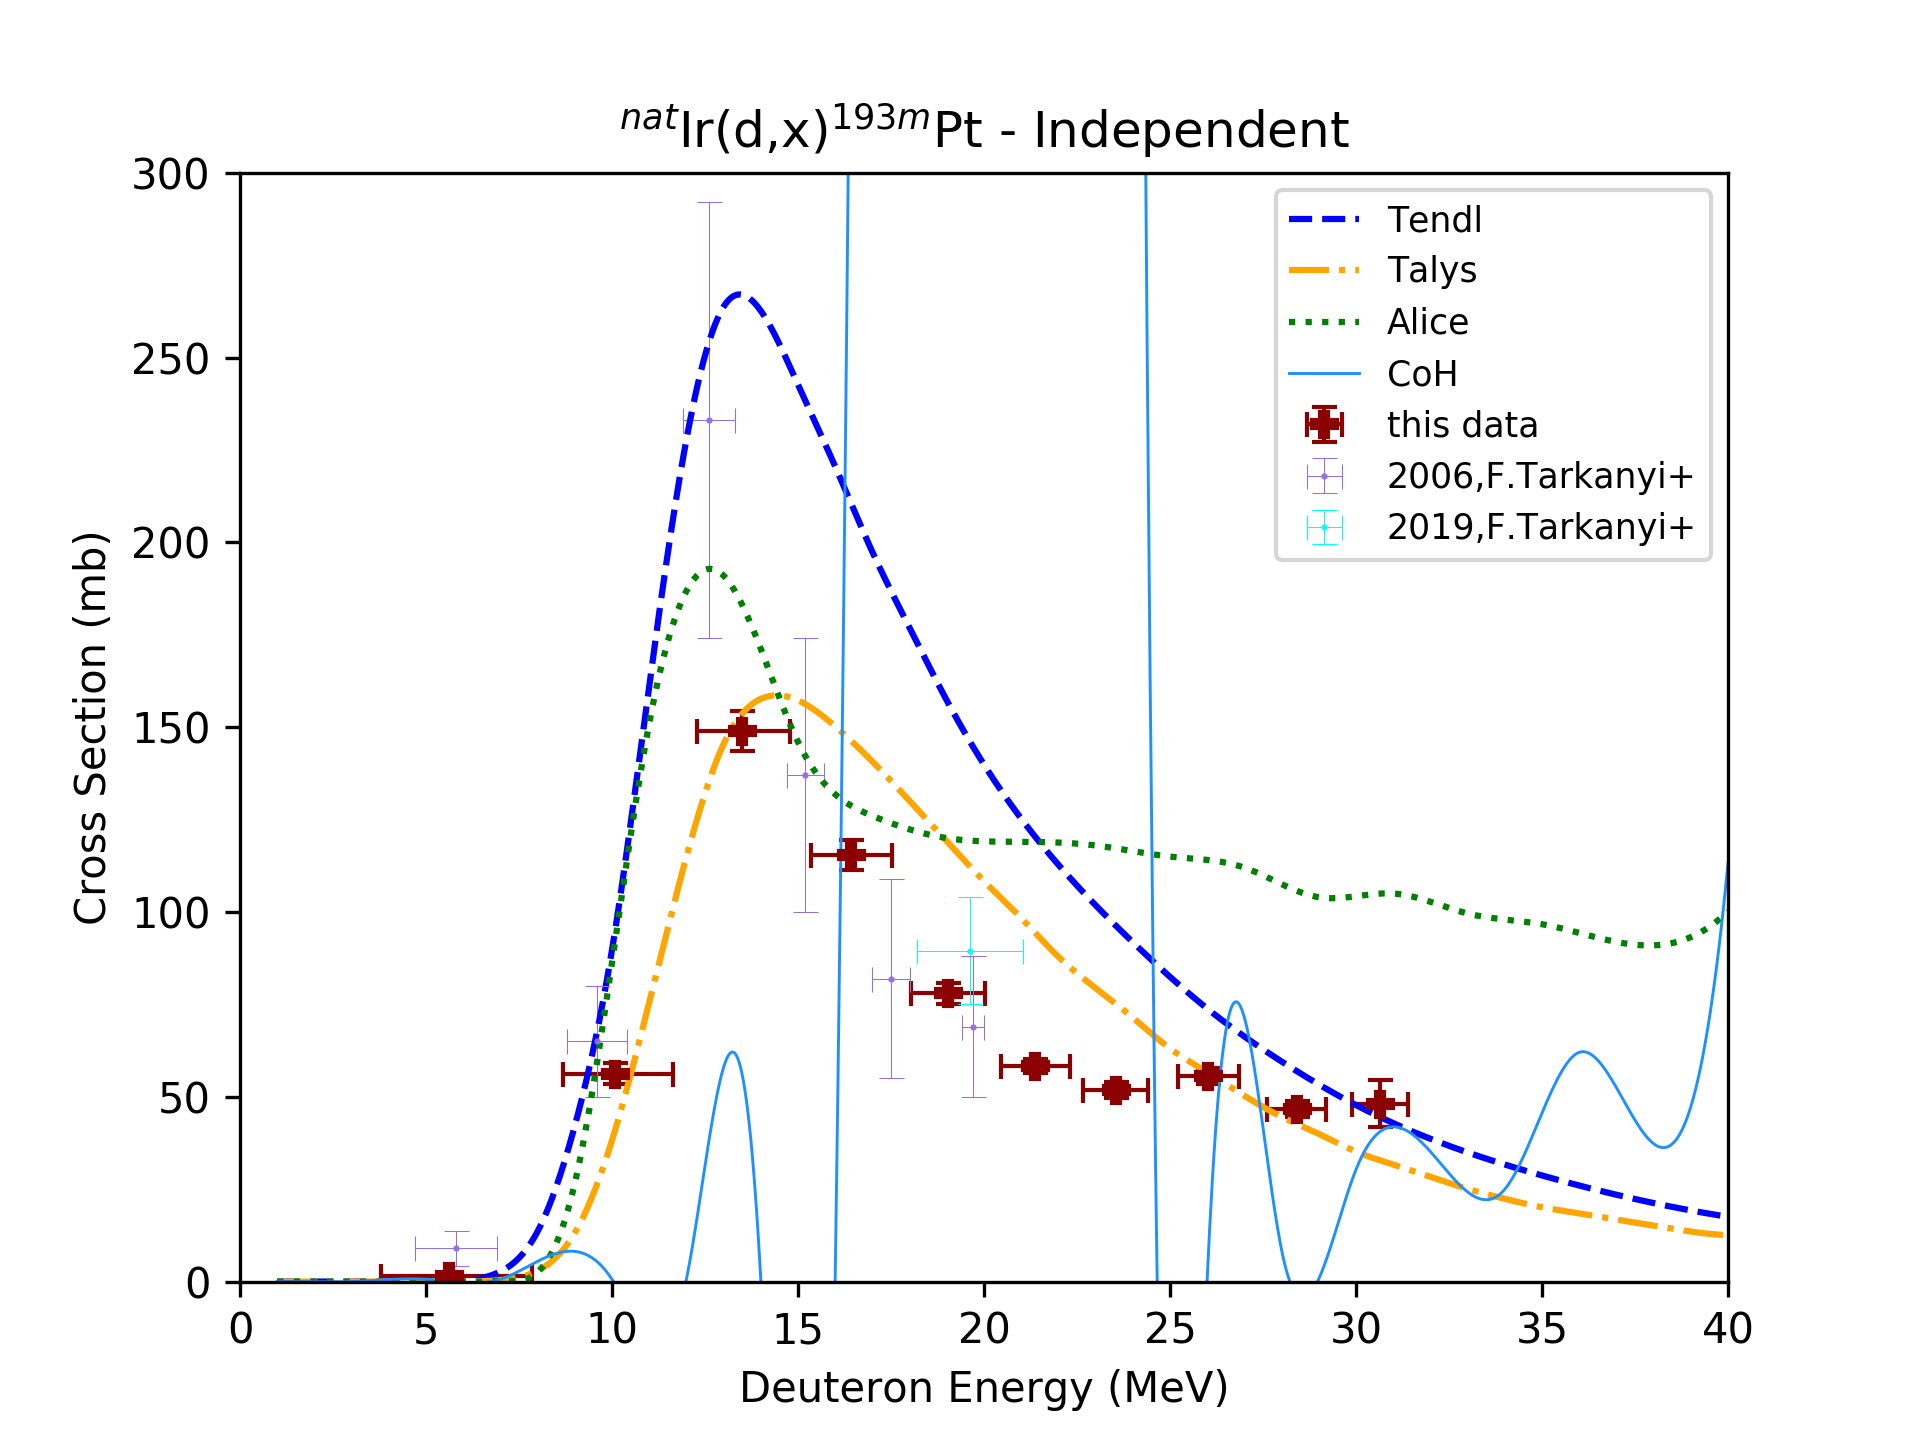 natIr(d,x)193mPt - Independent
300
250
200
150
100
50
0
Cross Section (mb)
Tendl
Talys
Alice
CoH
this data
2006,F.Tarkanyi+
2019,F.Tarkanyi+
0 5 10 15 20 25 30 35 40
Deuteron Energy (MeV)